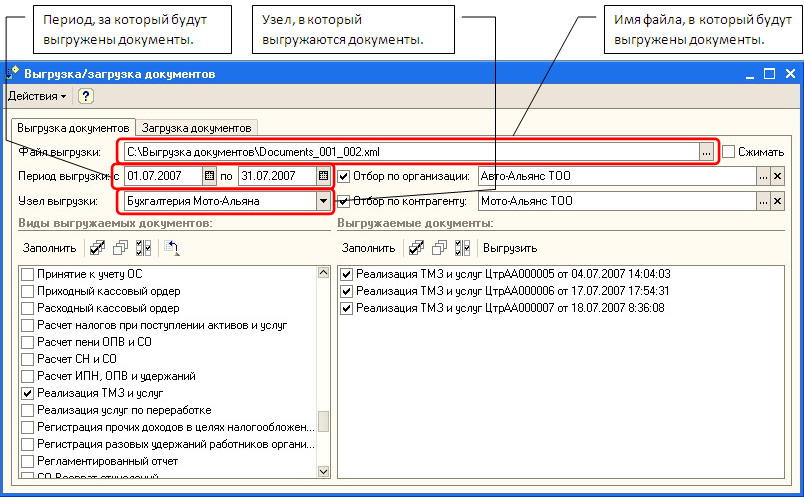 Период, за который будут
выгружены документы.
Узел, в который
выгружаются документы.
Имя файла, в который будут
выгружены документы.
Выгрузка/загрузка документов
Действия
?
Выгрузка документов Загрузка документов
Файл выгрузки: C:\Выгрузка документов\Documents_001_002.xml ... Сжимать
Период выгрузки: с 01.07.2007 по 31.07.2007 Отбор по организации: Авто-Альянс ТОО ... x
Узел выгрузки: Бухгалтерия Мото-Альяна Отбор по контрагенту: Мото-Альянс ТОО ... x
Виды выгружаемых документов: Выгружаемые документы:
Заполнить Заполнить Выгрузить
Принятие к учету ОС
Приходный кассовый ордер
Расходный кассовый ордер
Расчет налогов при поступлении активов и услуг
Расчет пени ОПВ и СО
Расчет СН и СО
Расчет ИПН, ОПВ и удержаний
Реализация ТМЗ и услуг
Реализация услуг по переработке
Регистрация прочих доходов в целях налогообложен...
Регистрация разовых удержаний работников органи...
Регламентированный отчет
СО Возврат отчислений
Реализация ТМЗ и услуг ЦтрАА000005 от 04.07.2007 14:04:03
Реализация ТМЗ и услуг ЦтрАА000006 от 17.07.2007 17:54:31
Реализация ТМЗ и услуг ЦтрАА000007 от 18.07.2007 8:36:08